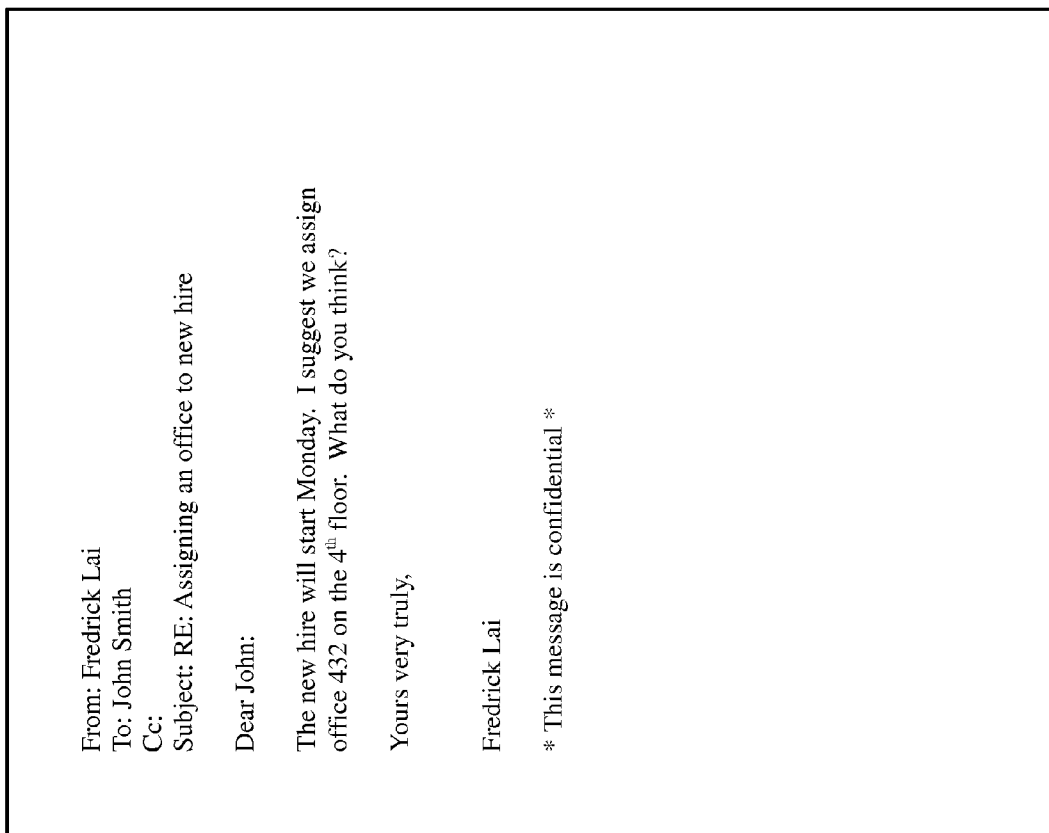 From: Fredrick Lai
To: John Smith
Cc:
Subject: RE: Assigning an office to new hire
Dear John:
The new hire will start Monday.  I suggest we assign
office 432 on the 4th floor.  What do you think?
Yours very truly,
Fredrick Lai
* This message is confidential *